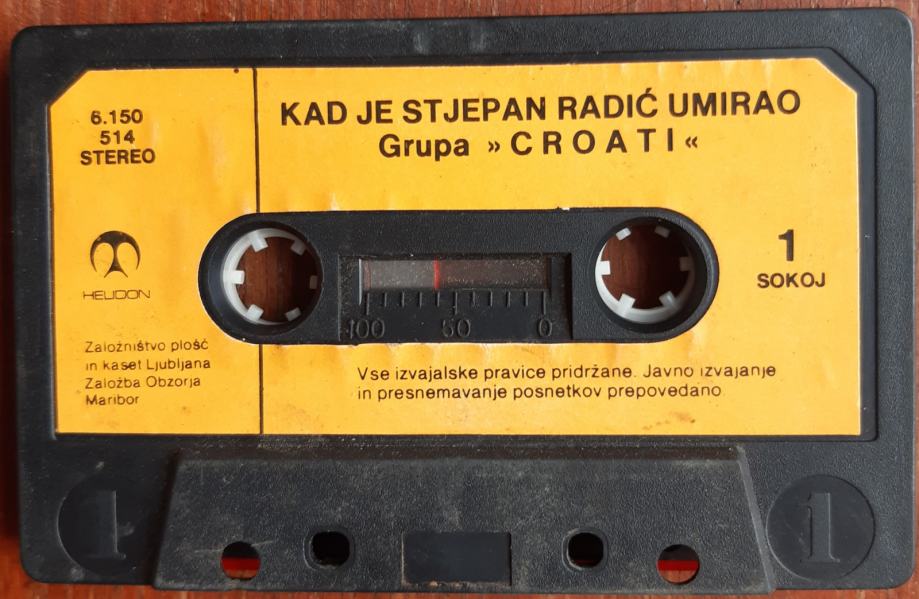 6.150
514
STEREO
KAD JE STJEPAN RADIĆ UMIRAO
Grupa »CROATI«
HELIDON
1
SOKOJ
100 50 0
Založništvo plošč
in kaset Ljubljana
Založba Obzorja
Maribor
Vse izvajalske pravice pridržane. Javno izvajanje
in presnemavanje posnetkov prepovedano
1 1